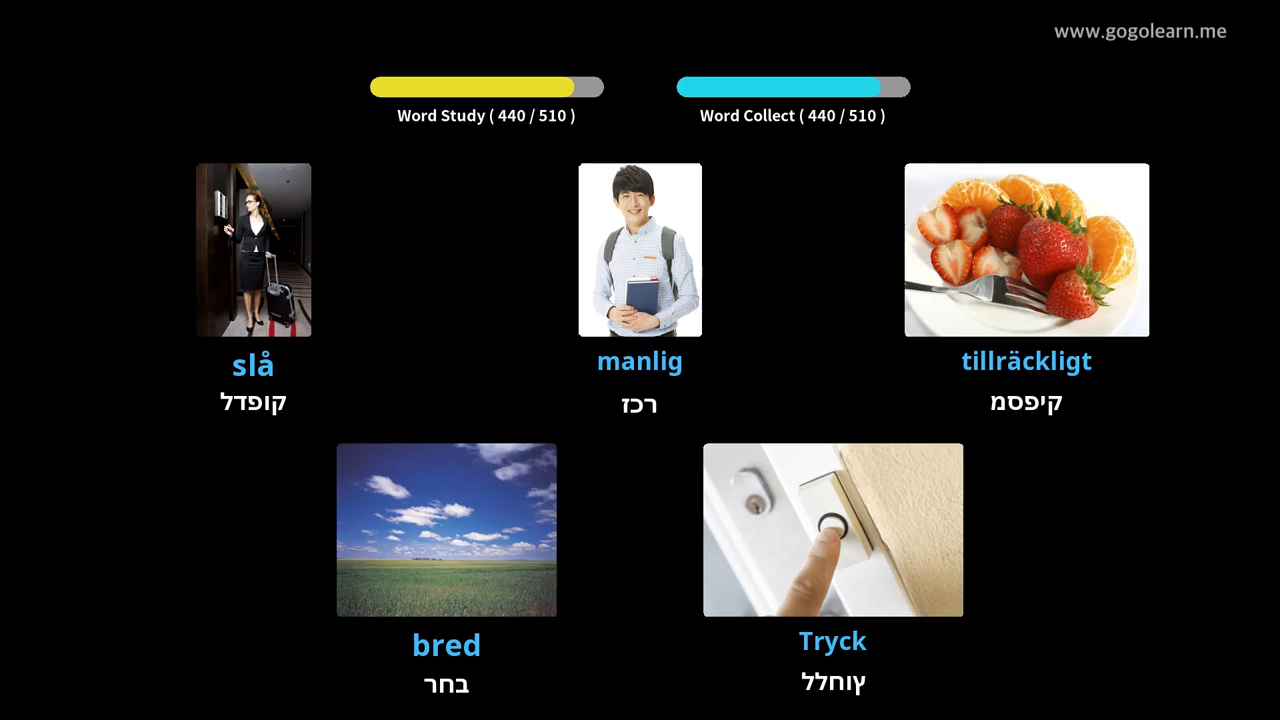 www.gogolearn.me
Word Study ( 440 / 510 )
Word Collect ( 440 / 510 )
slå
קופדל
manlig
רכז
tillräckligt
קיפסמ
bred
בחר
Tryck
ץוחלל